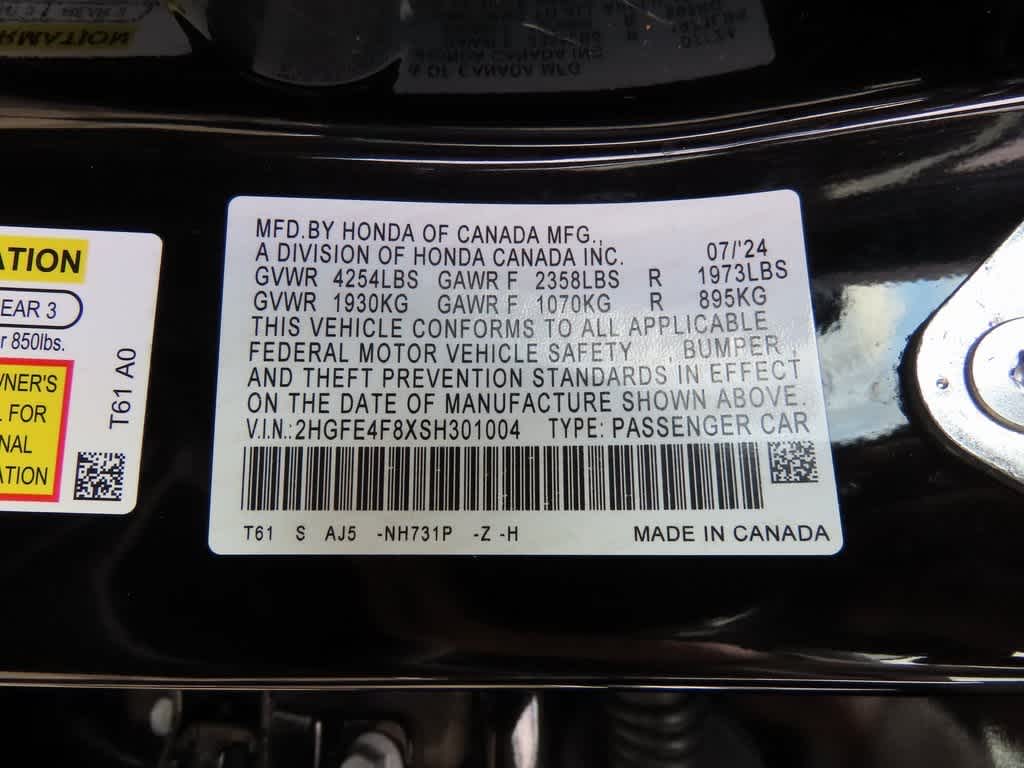 MFD.BY HONDA OF CANADA MFG.,
A DIVISION OF HONDA CANADA INC. 07/'24
GVWR 4254LBS GAWR F 2358LBS R 1973LBS
GVWR 1930KG GAWR F 1070KG R 895KG
THIS VEHICLE CONFORMS TO ALL APPLICABLE
FEDERAL MOTOR VEHICLE SAFETY , BUMPER ,
AND THEFT PREVENTION STANDARDS IN EFFECT
ON THE DATE OF MANUFACTURE SHOWN ABOVE.
V.I.N.:2HGFE4F8XSH301004 TYPE: PASSENGER CAR
T61 S AJ5 -NH731P -Z -H MADE IN CANADA
ATION
EAR 3
r 850lbs.
WNER'S
L FOR
NAL
ATION
T61 A0